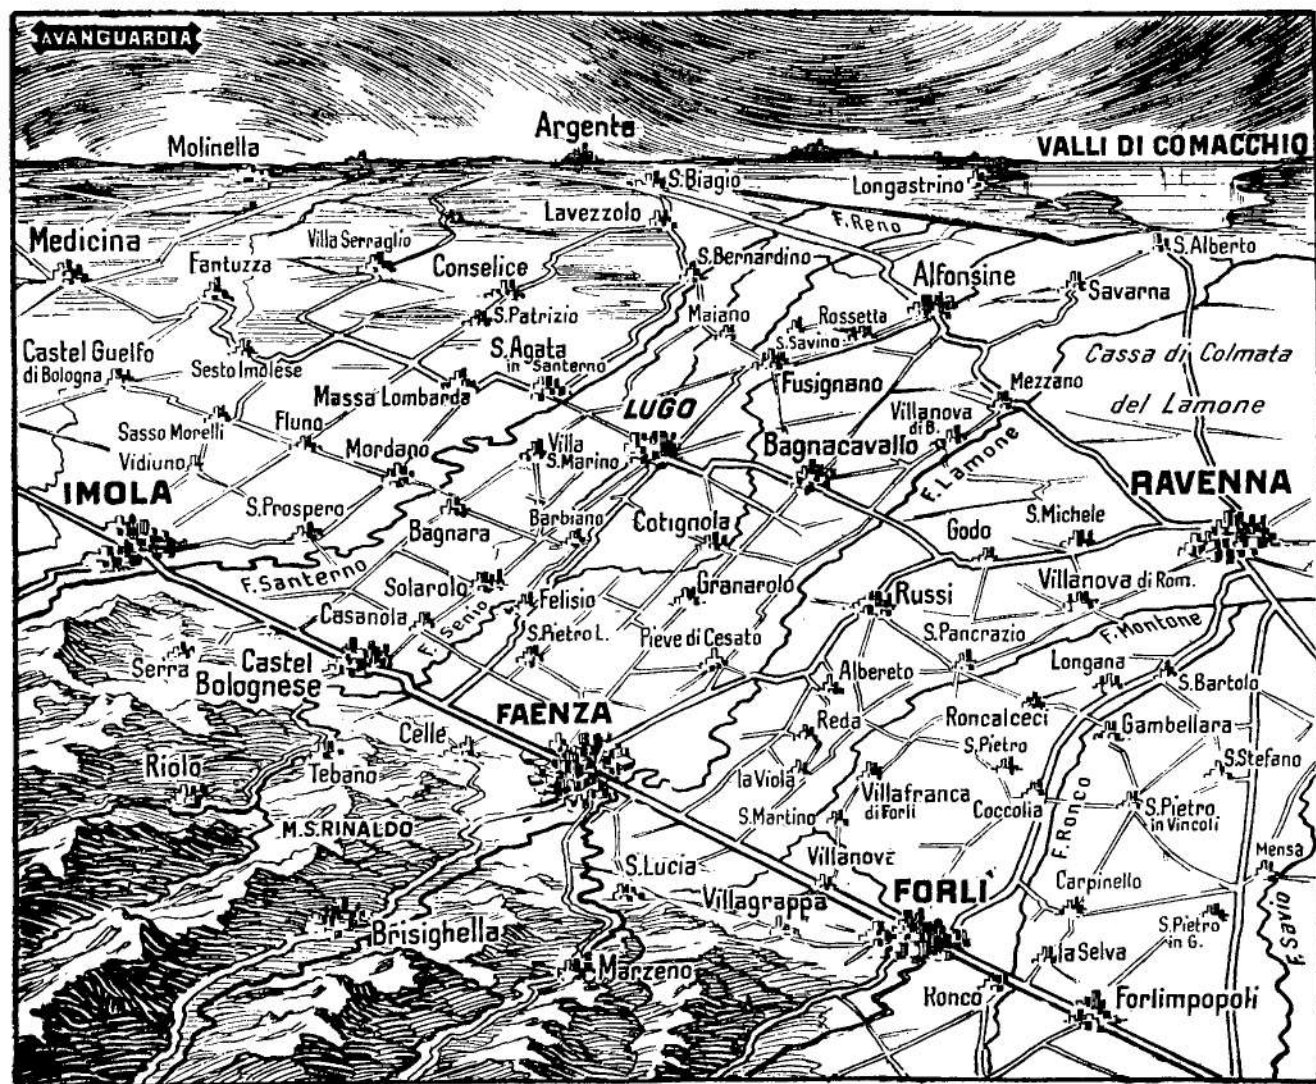 AVANGUARDIA
Molinella
Argenta
VALLI DI COMACCHIO
S. Biagio
Longastrino
Lavezzolo
F. Reno
Medicina
Villa Serraglio
S. Alberto
Fantuzza
Conselice
S. Bernardino
Alfonsine
Savarna
S. Patrizio
Maiano
Rossetta
S. Savino
Castel Guelfo
di Bologna
Sesto Imolese
S. Agata
in Santerno
Fusignano
Cassa di Colmata
del Lamone
Mezzano
Massa Lombarda
LUGO
Villanova
di B.
Sasso Morelli
Fluno
Vidiuno
Mordano
Villa
S. Marino
Bagnacavallo
F. Lamone
IMOLA
RAVENNA
S. Prospero
Bagnara
Barbiano
Cotignola
Godo
S. Michele
F. Santerno
Solarolo
Granarolo
Villanova di Rom.
Casanola
F. Senio
Felisio
Russi
S. Pietro L.
Pieve di Cesato
S. Pancrazio
F. Montone
Serra
Castel
Bolognese
Albereto
Longana
S. Bartolo
FAENZA
Celle
Reda
Roncalceci
Gambellara
Riolo
Tebano
la Viola
S. Pietro
S. Stefano
Villafranca
di Forli
Coccolia
S. Pietro
in Vincoli
M. S. RINALDO
S. Martino
F. Ronco
Mensa
S. Lucia
Villanova
Carpinello
Villagrappa
FORLI'
Brisighella
S. Pietro
in G.
F. Savio
Marzeno
la Selva
Ronco
Forlimpopoli